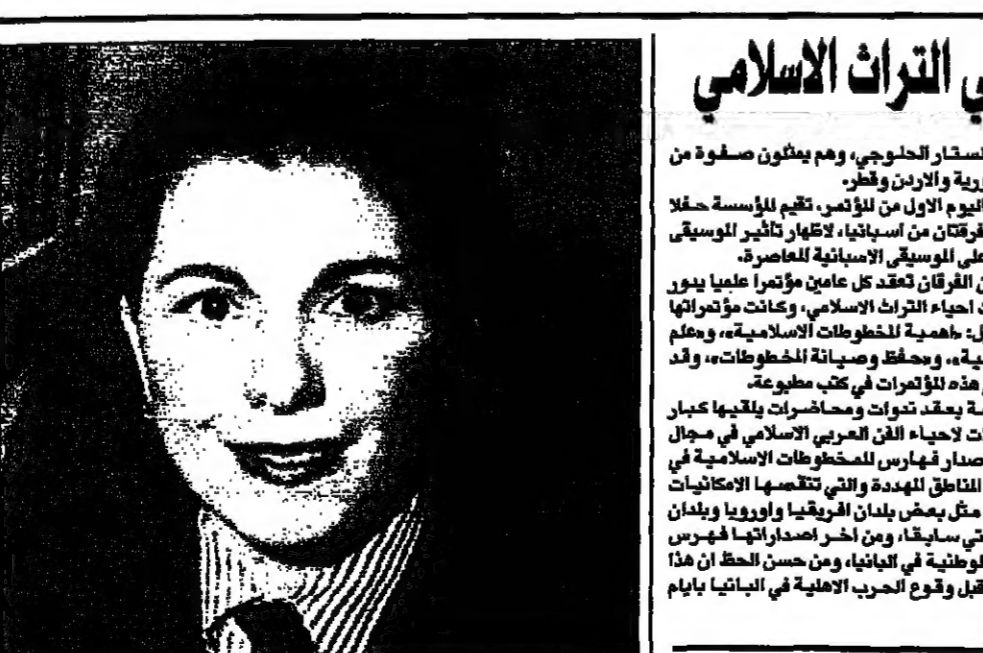 ي التراث الاسلامي
لستار الحلوجي، وهم يمثلون صفوة من
ورية والاردن وقطر.
اليوم الاول من المؤتمر، تقيم المؤسسة حفلا
فرقتان من اسبانيا، لاظهار تأثير الموسيقى
على الموسيقى الاسبانية المعاصرة.
ن الفرقان تعقد كل عامين مؤتمرا علميا يدور
ت احياء التراث الاسلامي، وكانت مؤتمراتها
ل: «اهمية المخطوطات الاسلامية»، و«علم
ية»، و«حفظ وصيانة المخطوطات»، وقد
هذه المؤتمرات في كتب مطبوعة.
ـة بعقد ندوات ومحاضرات يلقيها كبار
ات لاحياء الفن العربي الاسلامي في مجال
صدار فهارس للمخطوطات الاسلامية في
المناطق المهددة والتي تنقصها الامكانيات
مثل بعض بلدان افريقيا واوروبا وبلدان
تي سابقا، ومن اخر اصداراتها فهرس
لوطنية في البانيا، ومن حسن الحظ ان هذا
قبل وقوع الحرب الاهلية في البانيا بايام